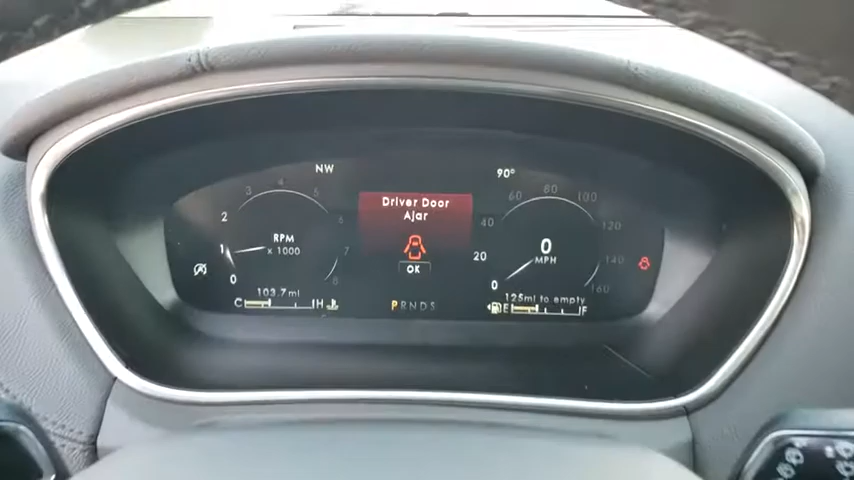 NW
90°
Driver Door
Ajar
OK
RPM
x 1000
0
1
2
3
4
5
6
7
8
0
MPH
0
20
40
60
80
100
120
140
160
103.7 mi
C H
PRNDS
125mi to empty
E F